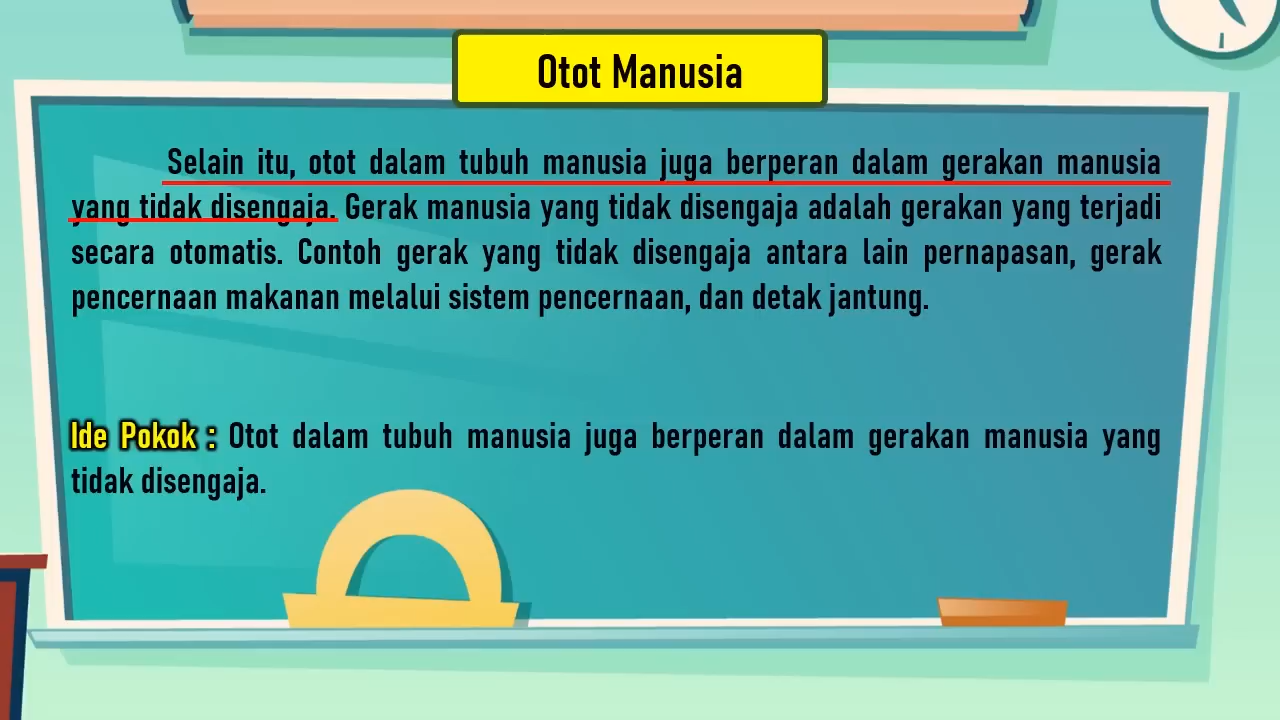 Otot Manusia
Selain itu, otot dalam tubuh manusia juga berperan dalam gerakan manusia
yang tidak disengaja. Gerak manusia yang tidak disengaja adalah gerakan yang terjadi
secara otomatis. Contoh gerak yang tidak disengaja antara lain pernapasan, gerak
pencernaan makanan melalui sistem pencernaan, dan detak jantung.
Ide Pokok : Otot dalam tubuh manusia juga berperan dalam gerakan manusia yang
tidak disengaja.